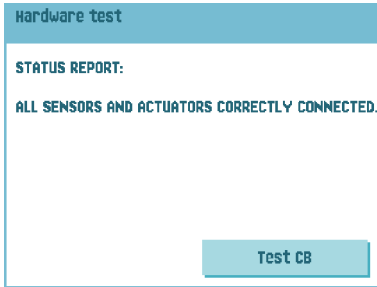 Hardware test
STATUS REPORT:
ALL SENSORS AND ACTUATORS CORRECTLY CONNECTED.
Test CB